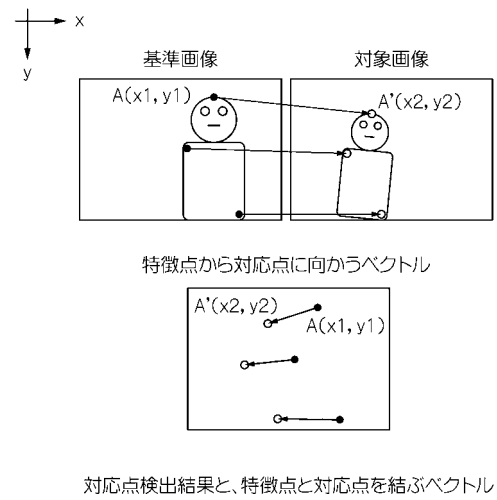 x
y
基準画像
対象画像
A(x1,y1)
A'(x2,y2)
特徴点から対応点に向かうベクトル
A'(x2,y2)
A(x1,y1)
対応点検出結果と、特徴点と対応点を結ぶベクトル